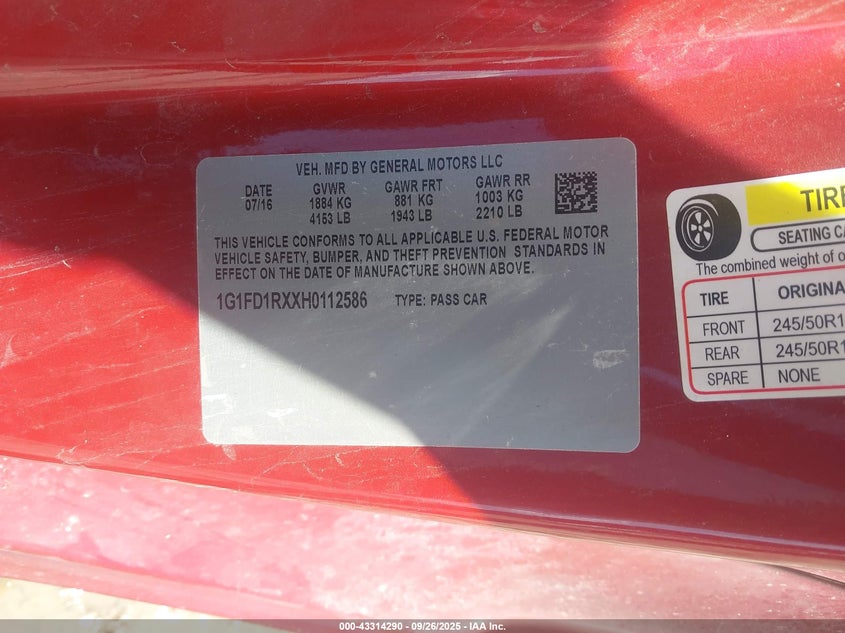 VEH. MFD BY GENERAL MOTORS LLC
DATE GVWR GAWR FRT GAWR RR
07/16 1884 KG 881 KG 1003 KG
4153 LB 1943 LB 2210 LB
THIS VEHICLE CONFORMS TO ALL APPLICABLE U.S. FEDERAL MOTOR
VEHICLE SAFETY, BUMPER, AND THEFT PREVENTION STANDARDS IN
EFFECT ON THE DATE OF MANUFACTURE SHOWN ABOVE.
1G1FD1RXXH0112586 TYPE: PASS CAR
TIRE
SEATING CA
The combined weight of o
TIRE ORIGINA
FRONT 245/50R1
REAR 245/50R1
SPARE NONE
000-43314290 - 09/26/2025 - IAA Inc.